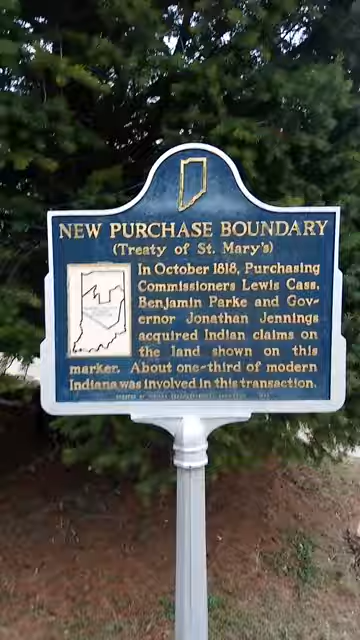 NEW PURCHASE BOUNDARY
(Treaty of St. Mary's)
In October 1818, Purchasing
Commissioners Lewis Cass,
Benjamin Parke and Gov-
ernor Jonathan Jennings
acquired Indian claims on
the land shown on this
marker. About one-third of modern
Indiana was involved in this transaction.